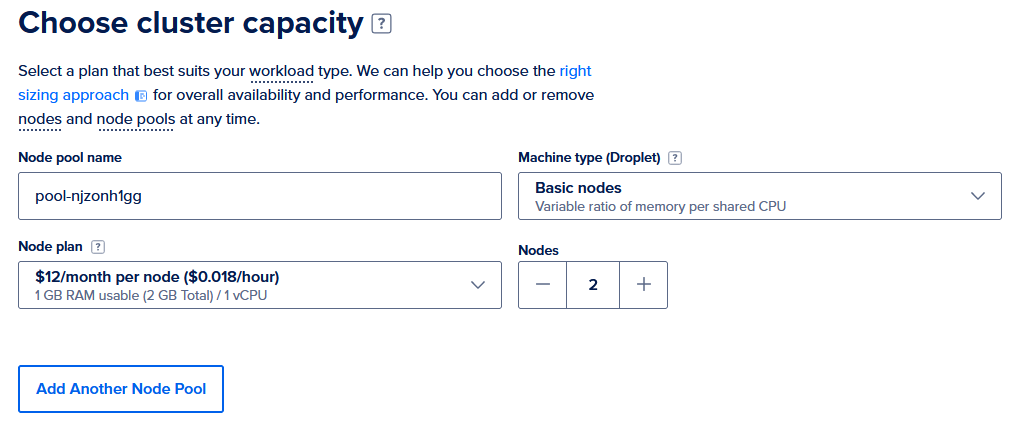 Choose cluster capacity ?
Select a plan that best suits your workload type. We can help you choose the right
sizing approach for overall availability and performance. You can add or remove
nodes and node pools at any time.
Node pool name
pool-njzonh1gg
Machine type (Droplet) ?
Basic nodes
Variable ratio of memory per shared CPU
Node plan ?
$12/month per node ($0.018/hour)
1 GB RAM usable (2 GB Total) / 1 vCPU
Nodes
2
Add Another Node Pool